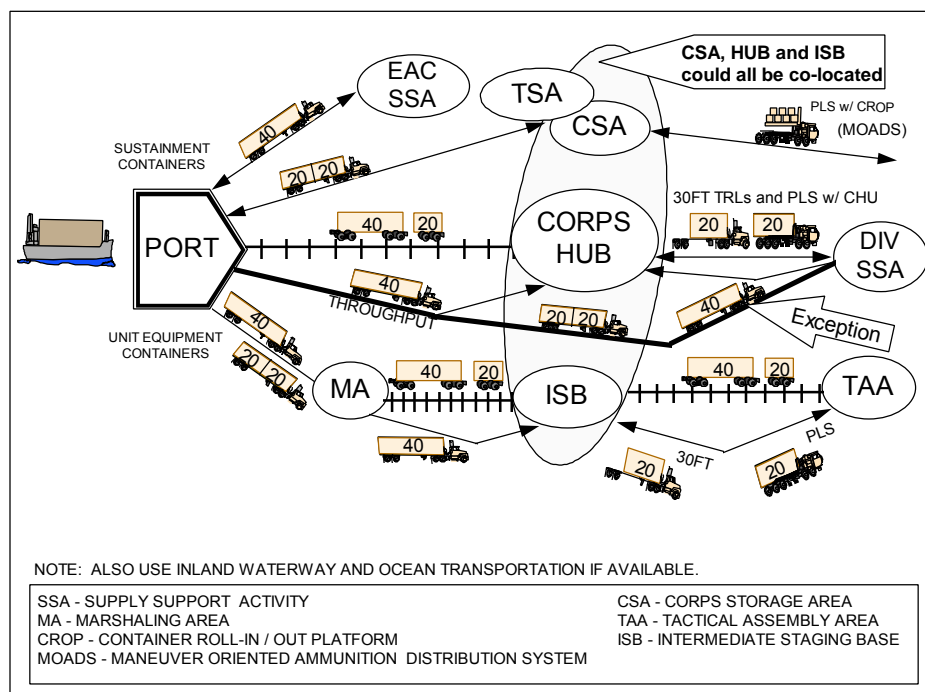 CSA, HUB and ISB
could all be co-located
EAC
SSA
TSA
CSA
PLS w/ CROP
(MOADS)
40
SUSTAINMENT
CONTAINERS
20 20
30FT TRLs and PLS w/ CHU
PORT
40 20
CORPS
HUB
20 20
DIV
SSA
40
THROUGHPUT
20 20
40
Exception
UNIT EQUIPMENT
CONTAINERS
40
20 20
MA
40 20
ISB
40 20
TAA
40
20
30FT
20
PLS
NOTE: ALSO USE INLAND WATERWAY AND OCEAN TRANSPORTATION IF AVAILABLE.
SSA - SUPPLY SUPPORT ACTIVITY
MA - MARSHALING AREA
CROP - CONTAINER ROLL-IN / OUT PLATFORM
MOADS - MANEUVER ORIENTED AMMUNITION DISTRIBUTION SYSTEM
CSA - CORPS STORAGE AREA
TAA - TACTICAL ASSEMBLY AREA
ISB - INTERMEDIATE STAGING BASE